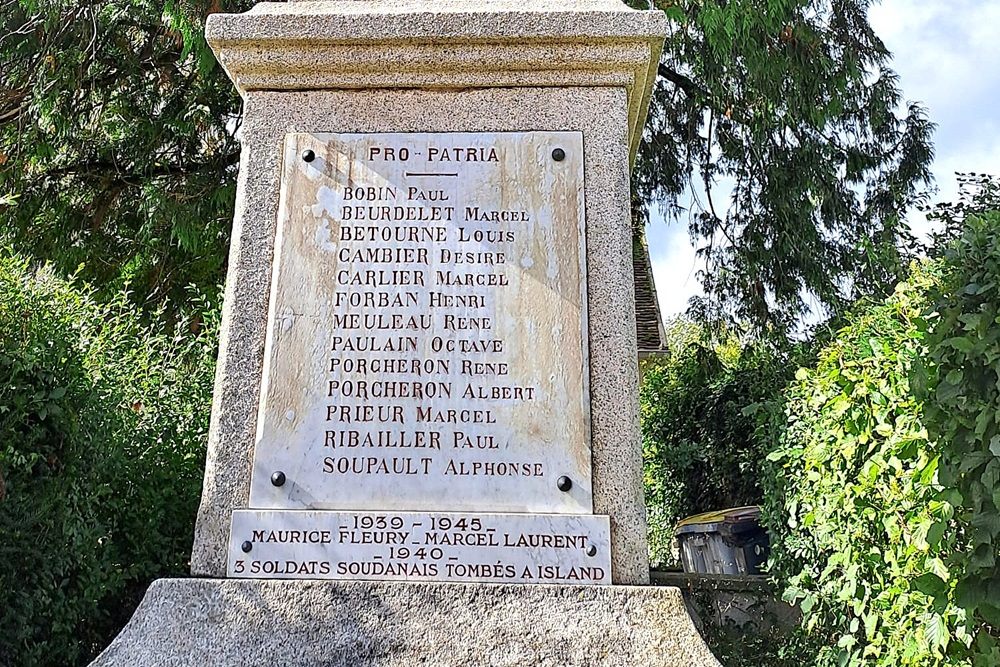 PRO - PATRIA
BOBIN PAUL
BEURDELET MARCEL
BETOURNE LOUIS
CAMBIER DESIRE
CARLIER MARCEL
FORBAN HENRI
MEULEAU RENE
PAULAIN OCTAVE
PORCHERON RENE
PORCHERON ALBERT
PRIEUR MARCEL
RIBAILLER PAUL
SOUPAULT ALPHONSE
- 1939 - 1945 -
MAURICE FLEURY - MARCEL LAURENT
- 1940 -
3 SOLDATS SOUDANAIS TOMBÉS A ISLAND